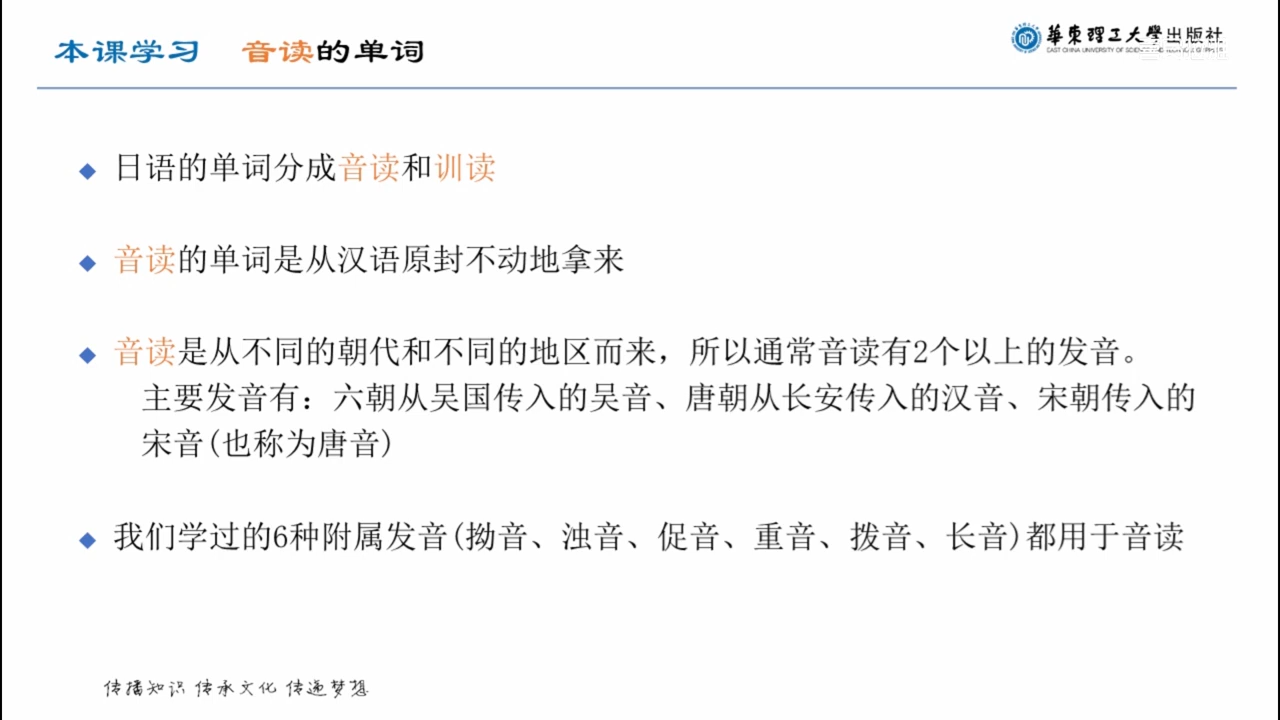 本课学习 音读的单词
華東理工大學出版社
EAST CHINA UNIVERSITY OF SCIENCE
日语的单词分成音读和训读
音读的单词是从汉语原封不动地拿来
音读是从不同的朝代和不同的地区而来，所以通常音读有2个以上的发音。
主要发音有：六朝从吴国传入的吴音、唐朝从长安传入的汉音、宋朝传入的
宋音(也称为唐音)
我们学过的6种附属发音(拗音、浊音、促音、重音、拨音、长音)都用于音读
传播知识 传承文化 传递梦想